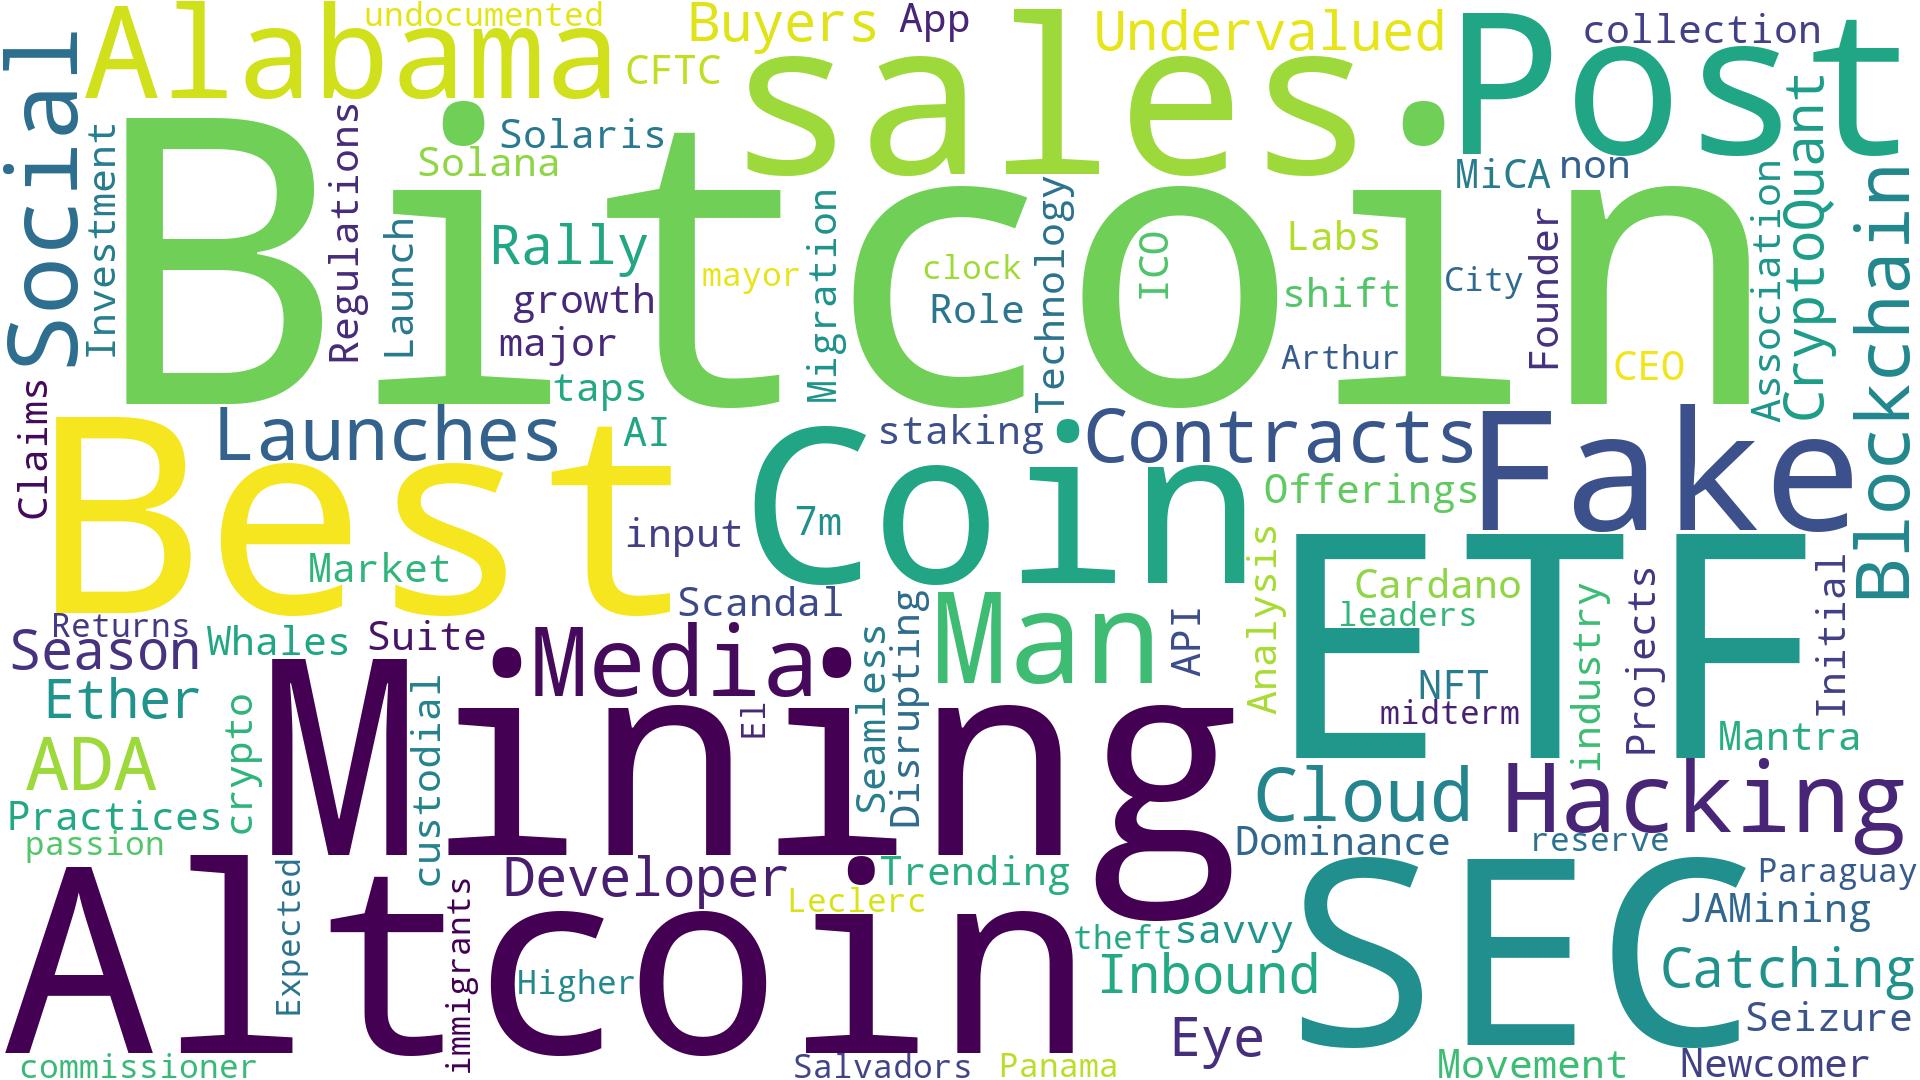 undocumented
Alabama
Buyers
App
Undervalued
collection
CFTC
sales
Post
Social
Investment
Regulations
Solaris
Solana
Bitcoin
MiCA
non
CryptoQuant
Association
Blockchain
Launch
Rally
growth
major
taps
mayor
Migration
clock
Role
Technology
ICO
Labs
shift
Arthur
City
Founder
CEO
Claims
Launches
AI
staking
Contracts
Fake
Best
Coin
Offerings
input
7m
Market
Analysis
ETF
Cardano
leaders
industry
Projects
Initial
Scandal
Returns
Season
Whales
Suite
Media
Seamless
Disrupting
Man
API
NFT
midterm
Mantra
Ether
ADA
crypto
custodial
Mining
El
Practices
passion
Cloud
Hacking
Dominance
reserve
Altcoin
Expected
immigrants
Developer
Leclerc
Trending
Higher
theft
savvy
Inbound
SEC
Paraguay
JAMining
Catching
Seizure
Eye
commissioner
Salvadors
Panama
Movement
Newcomer